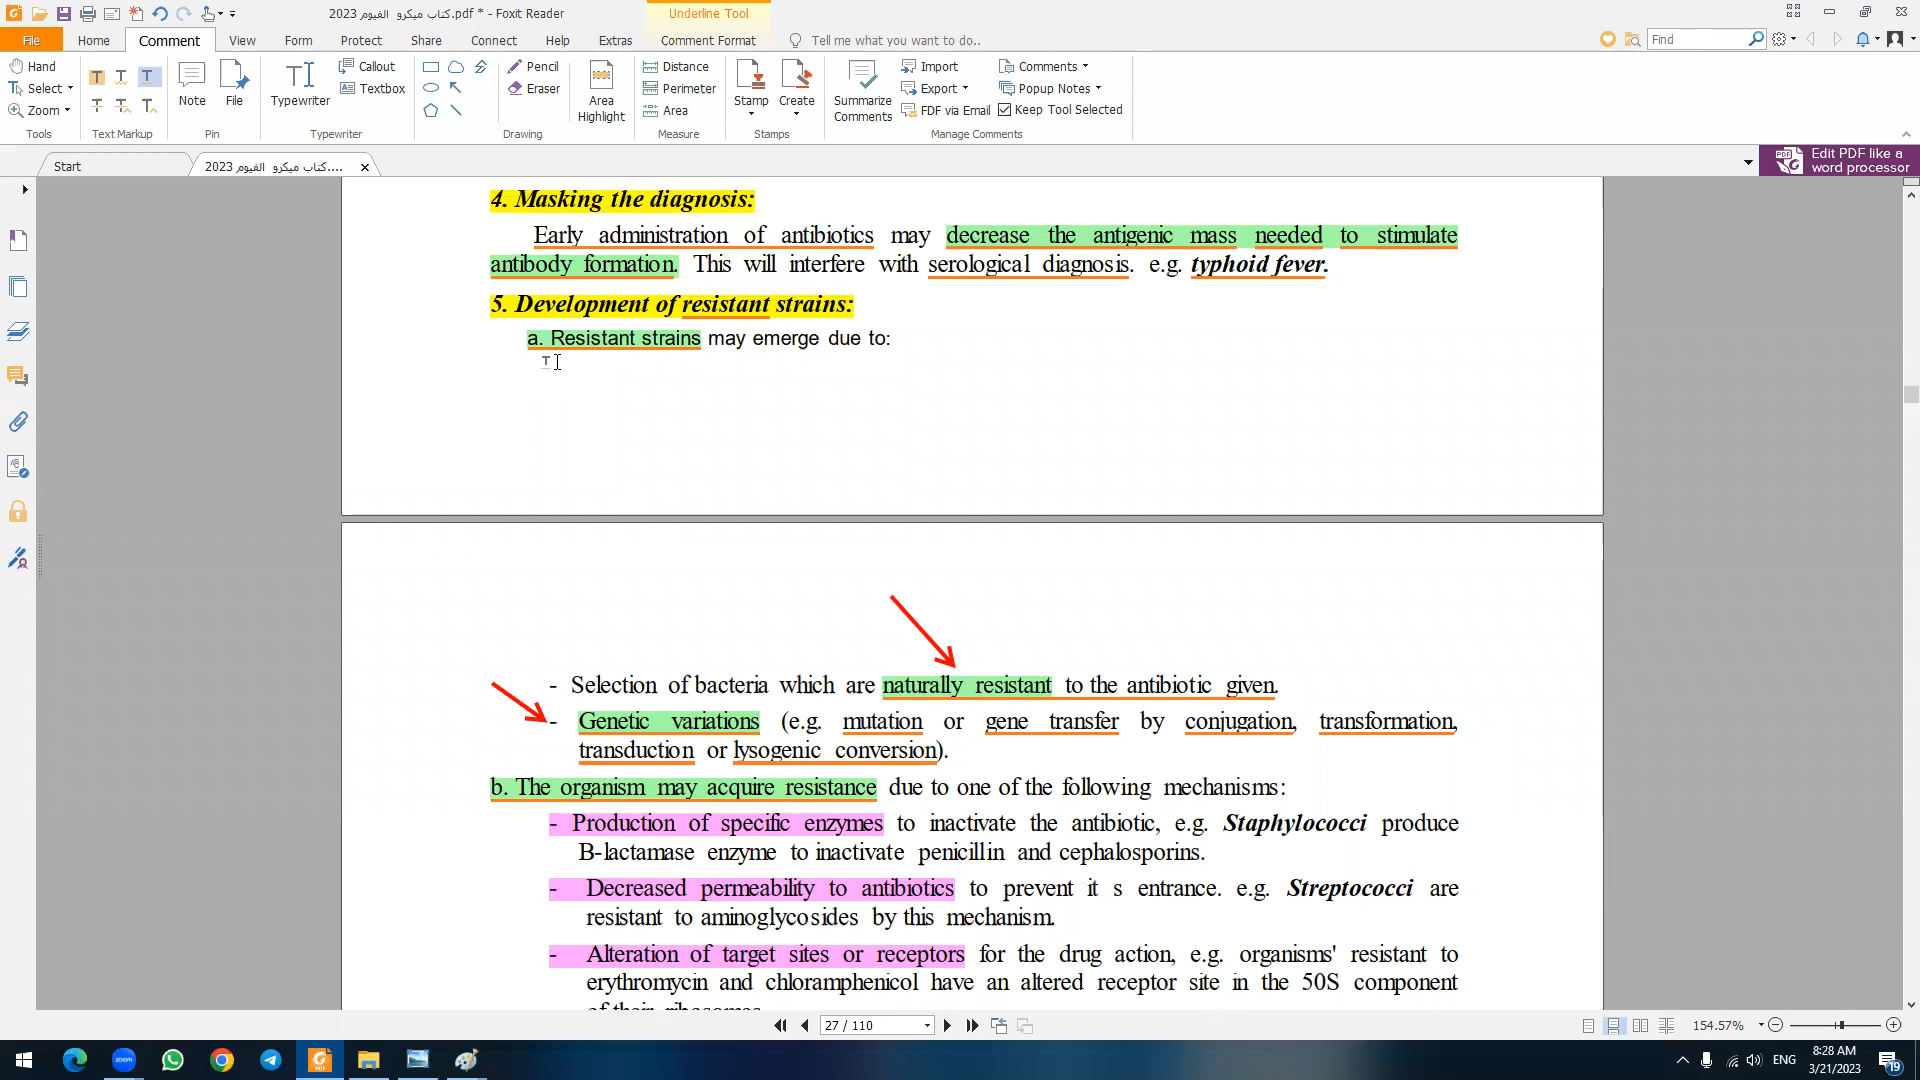 كتاب ميكرو الفيوم 2023.pdf * - Foxit Reader
Underline Tool
File Home Comment View Form Protect Share Connect Help Extras Comment Format Tell me what you want to do.. Find
Hand
Select
Zoom
Tools
Text Markup
Note
File
Pin
Typewriter
Callout
Textbox
Typewriter
Pencil
Eraser
Area Highlight
Drawing
Distance
Perimeter
Area
Measure
Stamp
Create
Stamps
Summarize Comments
Import
Export
FDF via Email
Comments
Popup Notes
Keep Tool Selected
Manage Comments
Start
كتاب ميكرو الفيوم 2023....
Edit PDF like a
word processor
4. Masking the diagnosis:
Early administration of antibiotics may decrease the antigenic mass needed to stimulate
antibody formation. This will interfere with serological diagnosis. e.g. typhoid fever.
5. Development of resistant strains:
a. Resistant strains may emerge due to:
- Selection of bacteria which are naturally resistant to the antibiotic given.
- Genetic variations (e.g. mutation or gene transfer by conjugation, transformation,
transduction or lysogenic conversion).
b. The organism may acquire resistance due to one of the following mechanisms:
- Production of specific enzymes to inactivate the antibiotic, e.g. Staphylococci produce
B-lactamase enzyme to inactivate penicillin and cephalosporins.
- Decreased permeability to antibiotics to prevent it s entrance. e.g. Streptococci are
resistant to aminoglycosides by this mechanism.
- Alteration of target sites or receptors for the drug action, e.g. organisms' resistant to
erythromycin and chloramphenicol have an altered receptor site in the 50S component
of their ribosomes
27 / 110
154.57%
zoom
PDF
ENG
8:28 AM
3/21/2023
19